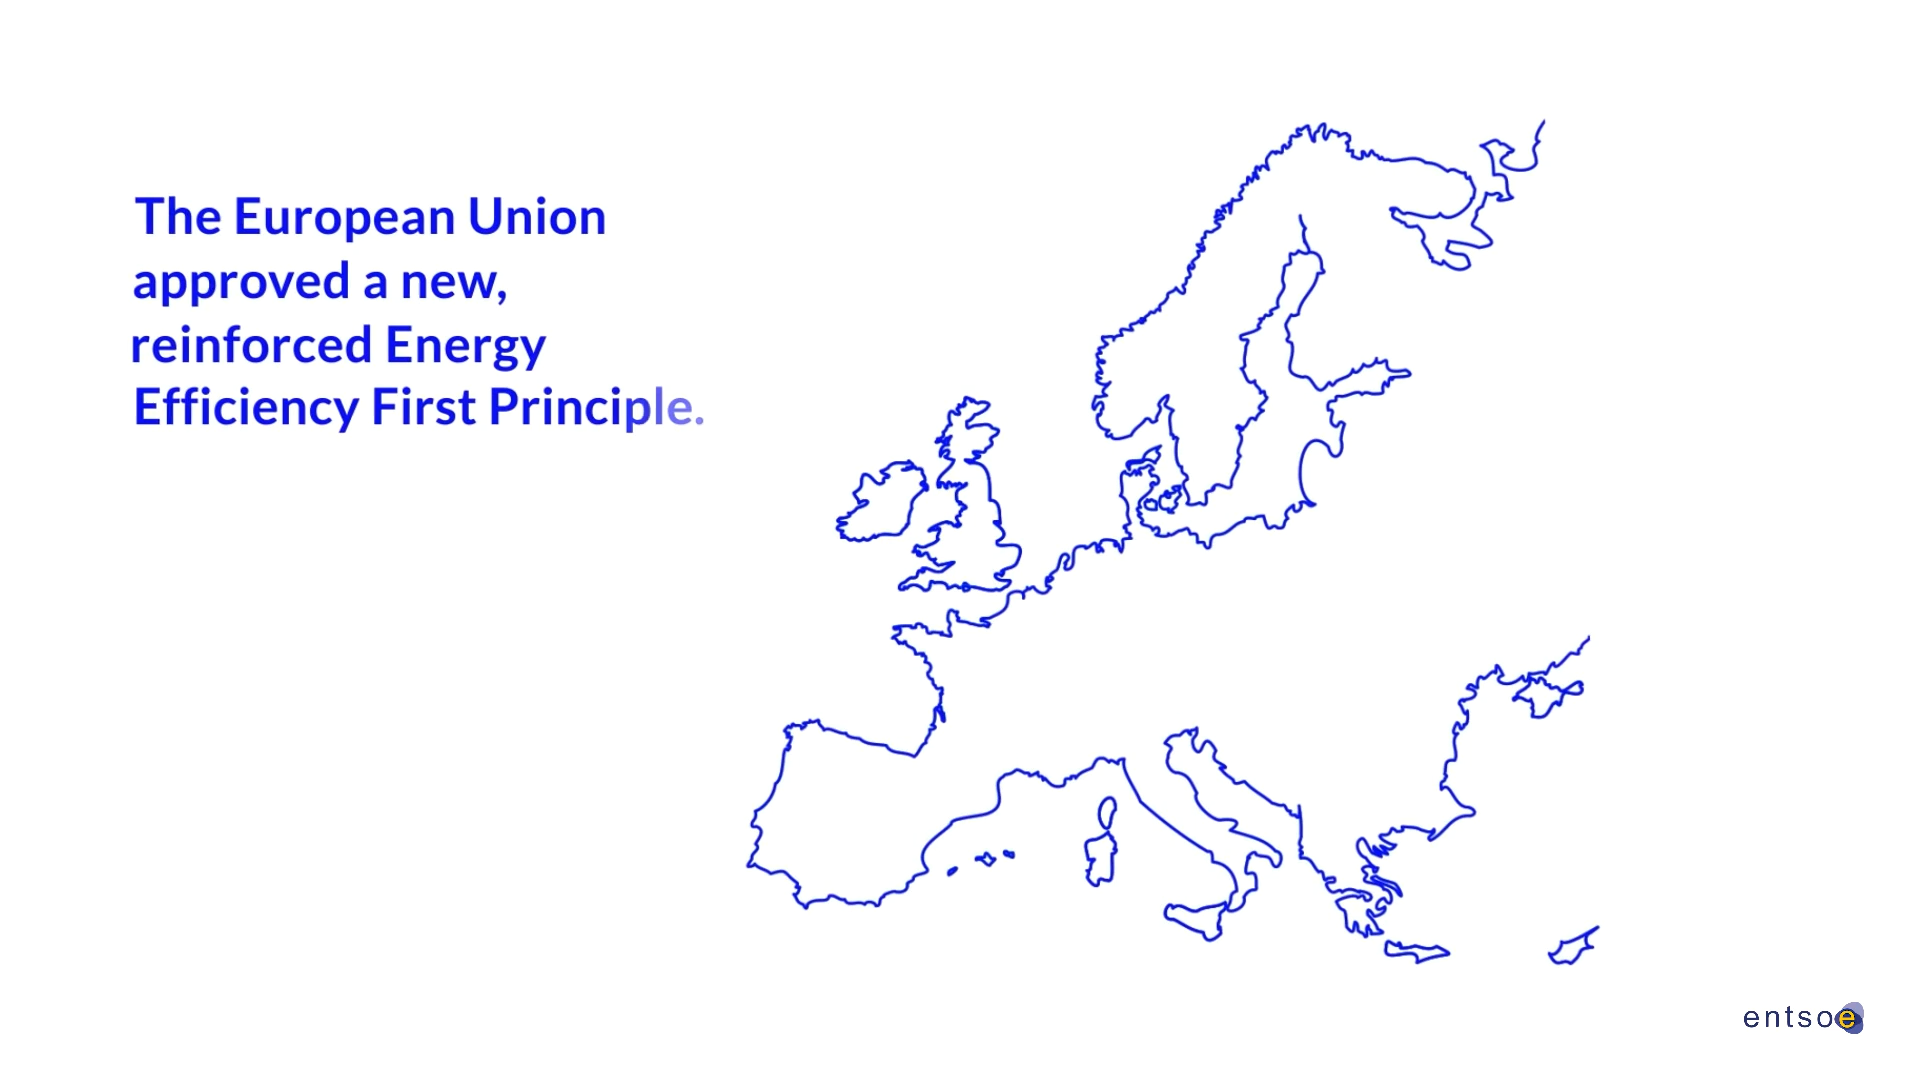 The European Union
approved a new,
reinforced Energy
Efficiency First Principle.
entsoe